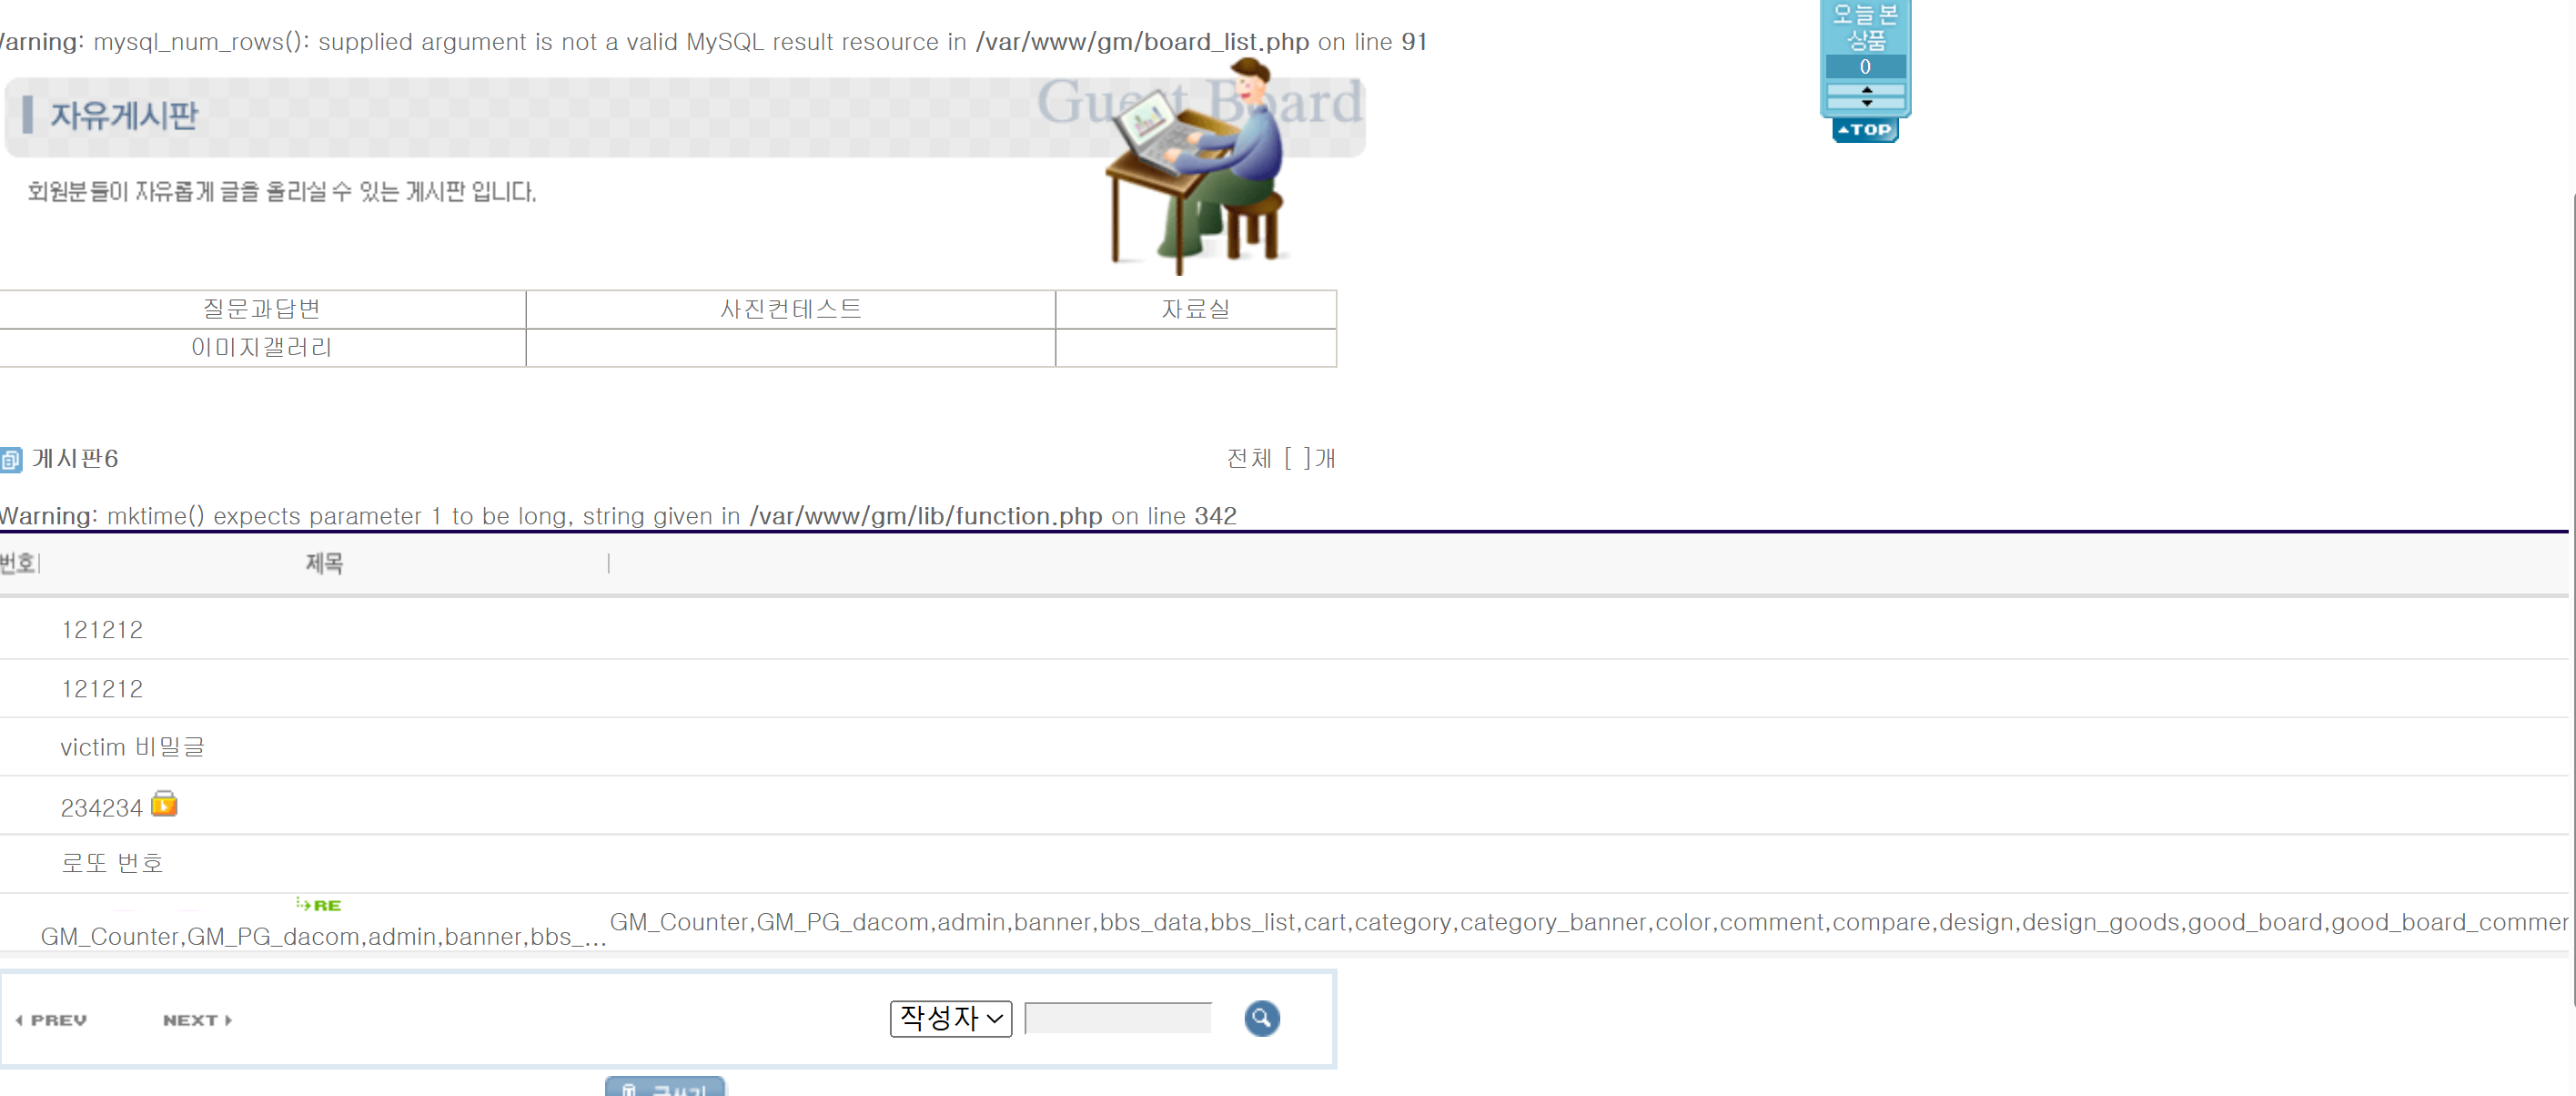 arning: mysql_num_rows(): supplied argument is not a valid MySQL result resource in /var/www/gm/board_list.php on line 91
오늘 본
상품
0
TOP
자유게시판
Guest Board
회원분들이 자유롭게 글을 올리실 수 있는 게시판 입니다.
질문과답변 사진컨테스트 자료실
이미지갤러리
게시판6 전체 [ ]개
Warning: mktime() expects parameter 1 to be long, string given in /var/www/gm/lib/function.php on line 342
번호| 제목 |
121212
121212
victim 비밀글
234234
로또 번호
RE
GM_Counter,GM_PG_dacom,admin,banner,bbs_... GM_Counter,GM_PG_dacom,admin,banner,bbs_data,bbs_list,cart,category,category_banner,color,comment,compare,design,design_goods,good_board,good_board_commer
PREV NEXT 작성자
글쓰기